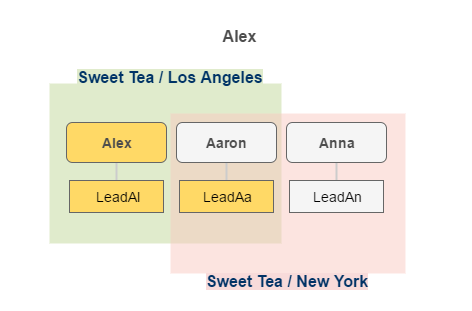 Alex
Sweet Tea / Los Angeles
Alex
Aaron
Anna
LeadAl
LeadAa
LeadAn
Sweet Tea / New York